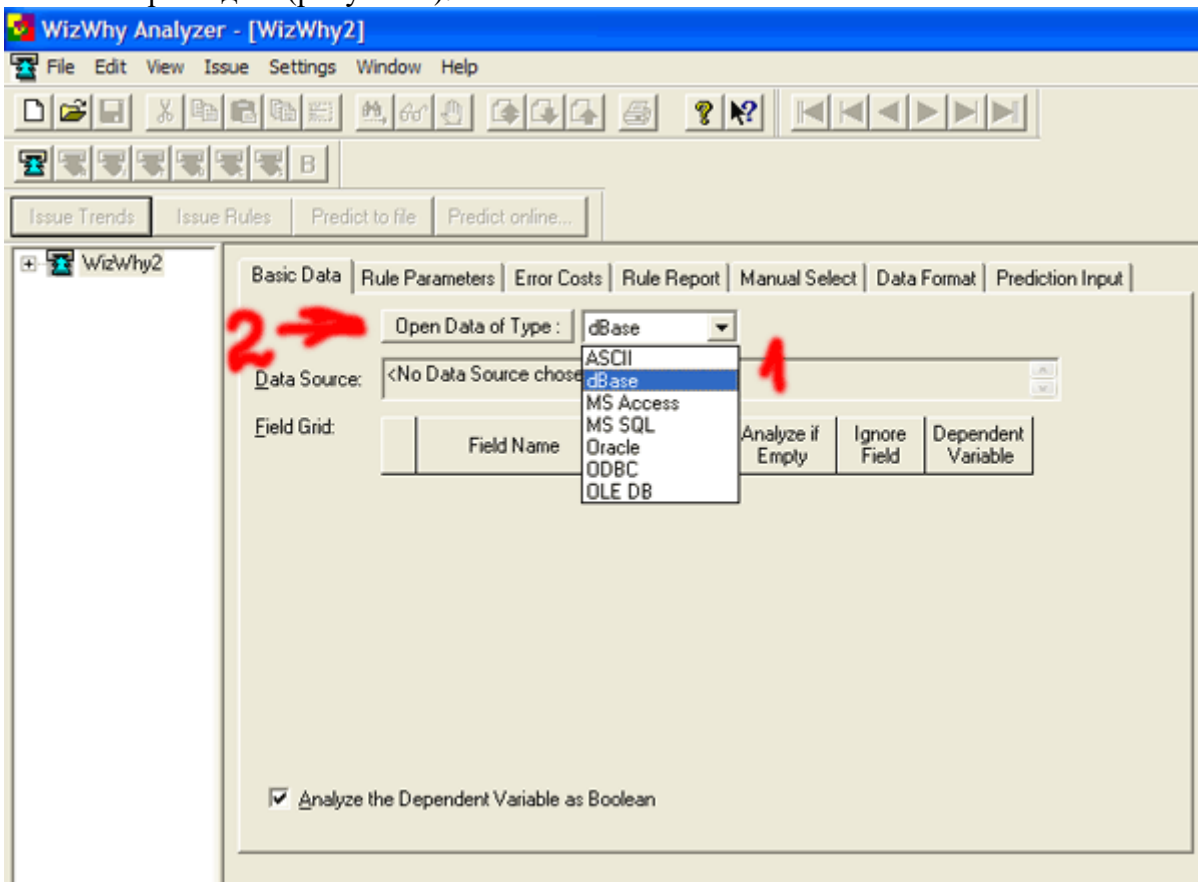 WizWhy Analyzer - [WizWhy2]
File Edit View Issue Settings Window Help
B
Issue Trends Issue Rules Predict to file Predict online...
WizWhy2
Basic Data Rule Parameters Error Costs Rule Report Manual Select Data Format Prediction Input
2 Open Data of Type : dBase
1
ASCII
Data Source: <No Data Source chose
dBase
MS Access
MS SQL
Oracle
ODBC
OLE DB
Field Grid: Field Name Analyze if Empty Ignore Field Dependent Variable
Analyze the Dependent Variable as Boolean